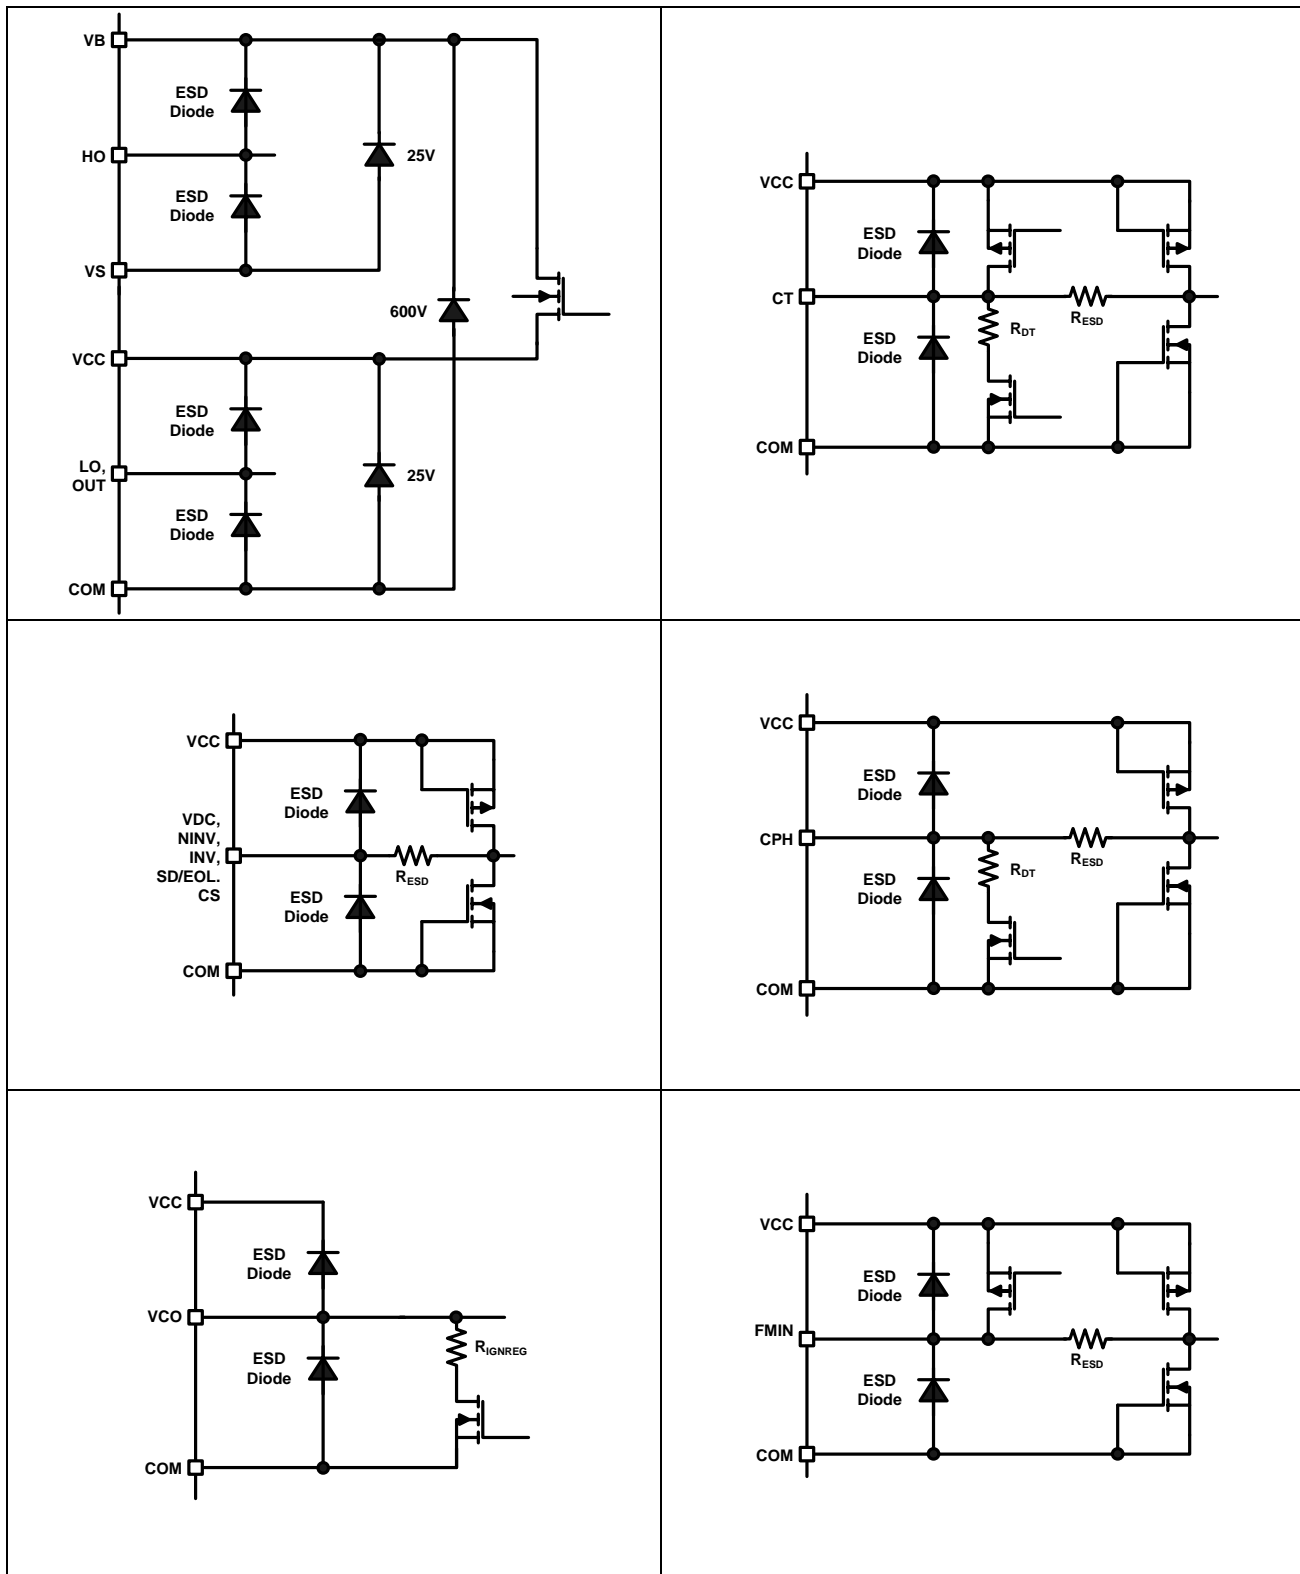 VB
ESD
Diode
HO
25V
ESD
Diode
VS
600V
VCC
ESD
Diode
LO,
OUT
25V
ESD
Diode
COM
VCC
ESD
Diode
CT
RESD
RDT
ESD
Diode
COM
VCC
ESD
Diode
VDC,
NINV,
INV,
SD/EOL.
CS
RESD
ESD
Diode
COM
VCC
ESD
Diode
CPH
RESD
RDT
ESD
Diode
COM
VCC
ESD
Diode
VCO
RIGNREG
ESD
Diode
COM
VCC
ESD
Diode
FMIN
RESD
ESD
Diode
COM